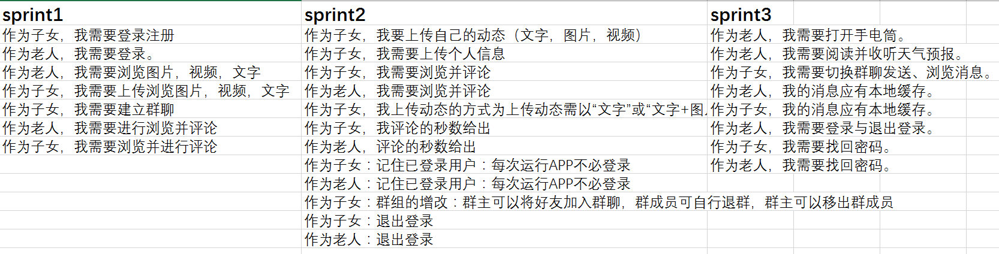 sprint1 sprint2 sprint3
作为子女，我需要登录注册 作为子女，我要上传自己的动态（文字，图片，视频） 作为老人，我需要打开手电筒。
作为老人，我需要登录。 作为子女，我需要上传个人信息 作为老人，我需要阅读并收听天气预报。
作为老人，我需要浏览图片，视频，文字 作为子女，我需要浏览并评论 作为子女，我需要切换群聊发送、浏览消息。
作为子女，我需要上传浏览图片，视频，文字 作为老人，我需要浏览并评论 作为老人，我的消息应有本地缓存。
作为子女，我需要建立群聊 作为子女，我上传动态的方式为上传动态需以“文字”或“文字+图 作为子女，我的消息应有本地缓存。
作为老人，我需要进行浏览并评论 作为子女，我评论的秒数给出 作为老人，我需要登录与退出登录。
作为子女，我需要浏览并进行评论 作为老人，评论的秒数给出 作为子女，我需要找回密码。
作为子女：记住已登录用户：每次运行APP不必登录 作为老人，我需要找回密码。
作为老人：记住已登录用户：每次运行APP不必登录
作为子女：群组的增改：群主可以将好友加入群聊，群成员可自行退群，群主可以移出群成员
作为子女：退出登录
作为老人：退出登录